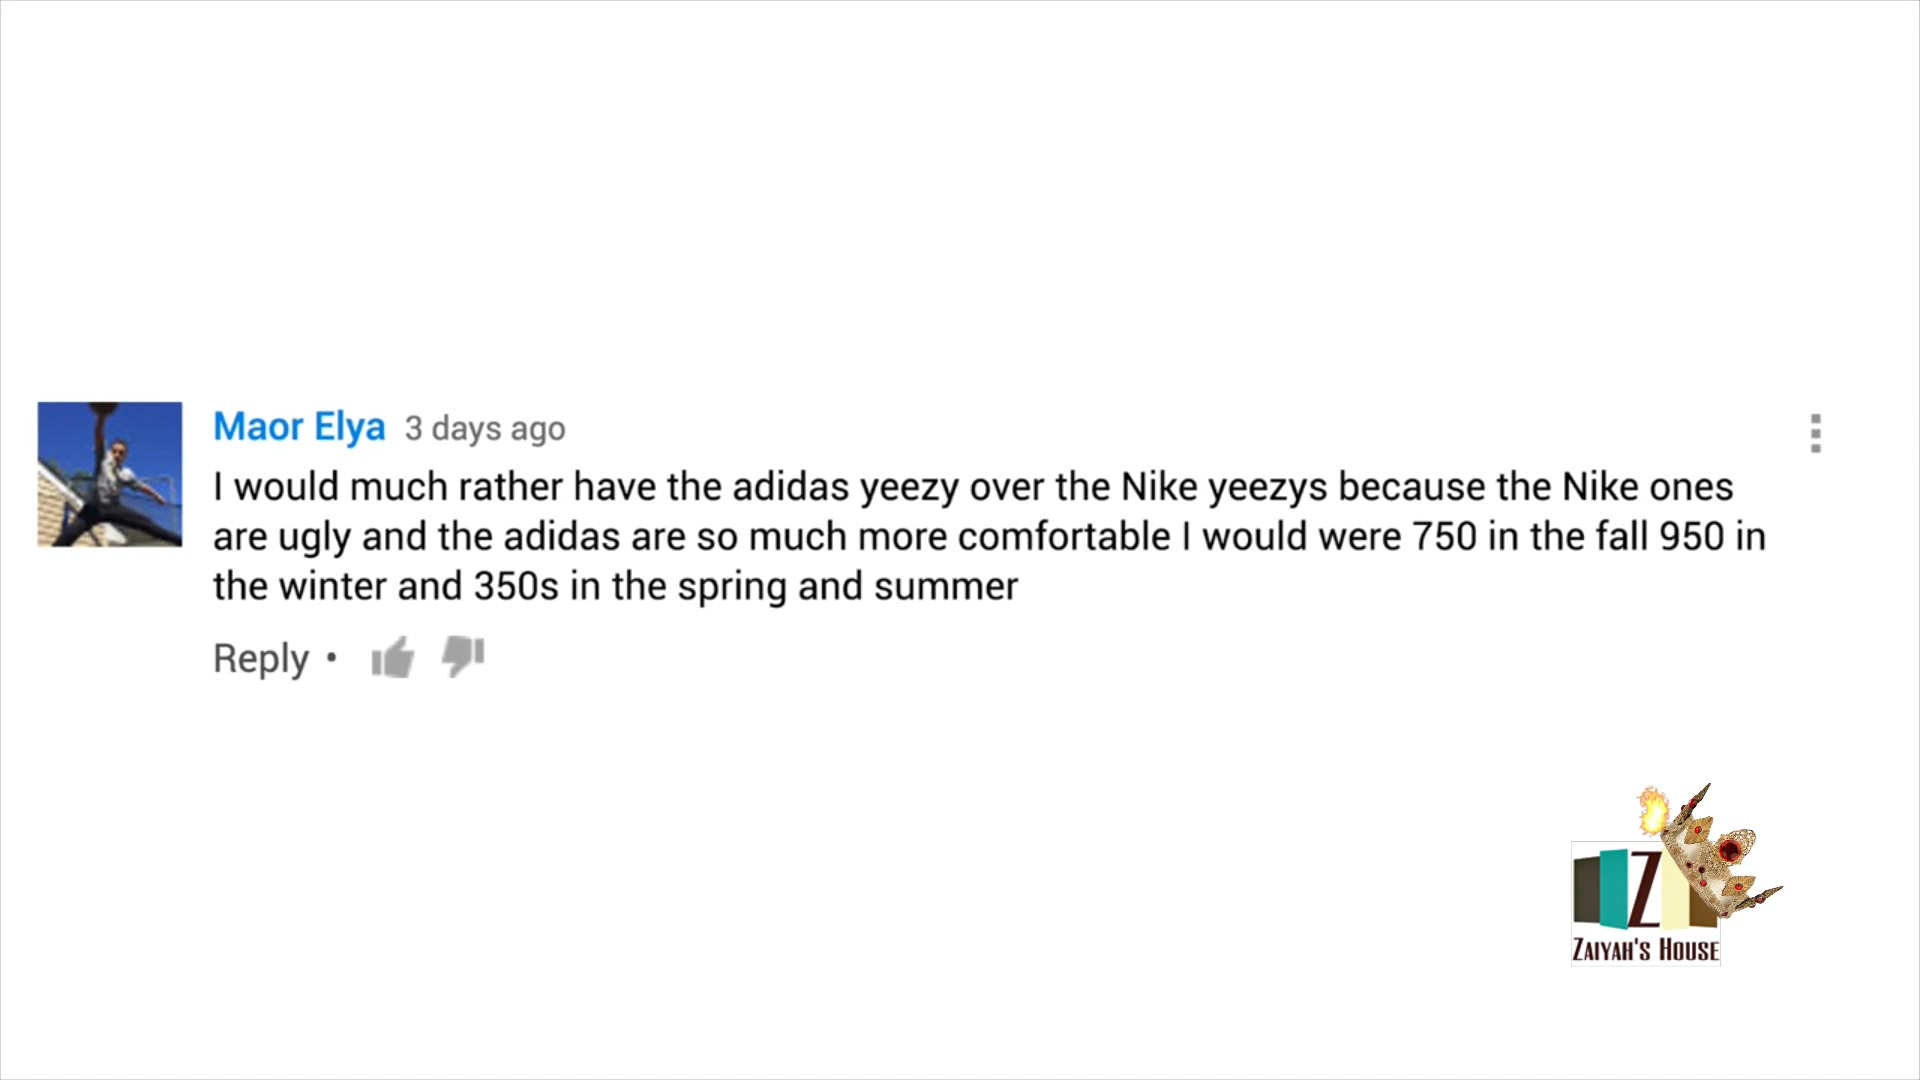 Maor Elya 3 days ago
I would much rather have the adidas yeezy over the Nike yeezys because the Nike ones
are ugly and the adidas are so much more comfortable I would were 750 in the fall 950 in
the winter and 350s in the spring and summer
Reply •
Z
ZAIYAH'S HOUSE